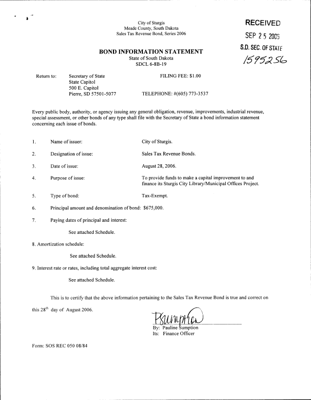 City of Sturgis
Meade County, South Dakota
Sales Tax Revenue Bond, Series 2006
RECEIVED
SEP 25
S.D. SEC. OF STATE
1595256
BOND INFORMATION STATEMENT
State of South Dakota
SDCL 6-8B-19
Return to: Secretary of State FILING FEE: $1.00
State Capitol
500 E. Capitol
Pierre, SD 57501-5077 TELEPHONE: #(605) 773-3537
Every public body, authority, or agency issuing any general obligation, revenue, improvements, industrial revenue,
special assessment, or other bonds of any type shall file with the Secretary of State a bond information statement
concerning each issue of bonds.
1. Name of issuer: City of Sturgis.
2. Designation of issue: Sales Tax Revenue Bonds.
3. Date of issue: August 28, 2006.
4. Purpose of issue: To provide funds to make a capital improvement to and
finance its Sturgis City Library/Municipal Offices Project.
5. Type of bond: Tax-Exempt.
6. Principal amount and denomination of bond: $675,000.
7. Paying dates of principal and interest:
See attached Schedule.
8. Amortization schedule:
See attached Schedule.
9. Interest rate or rates, including total aggregate interest cost:
See attached Schedule.
This is to certify that the above information pertaining to the Sales Tax Revenue Bond is true and correct on
this 28th day of August 2006.
PSumption
By: Pauline Sumption
Its: Finance Officer
Form: SOS REC 050 08/84